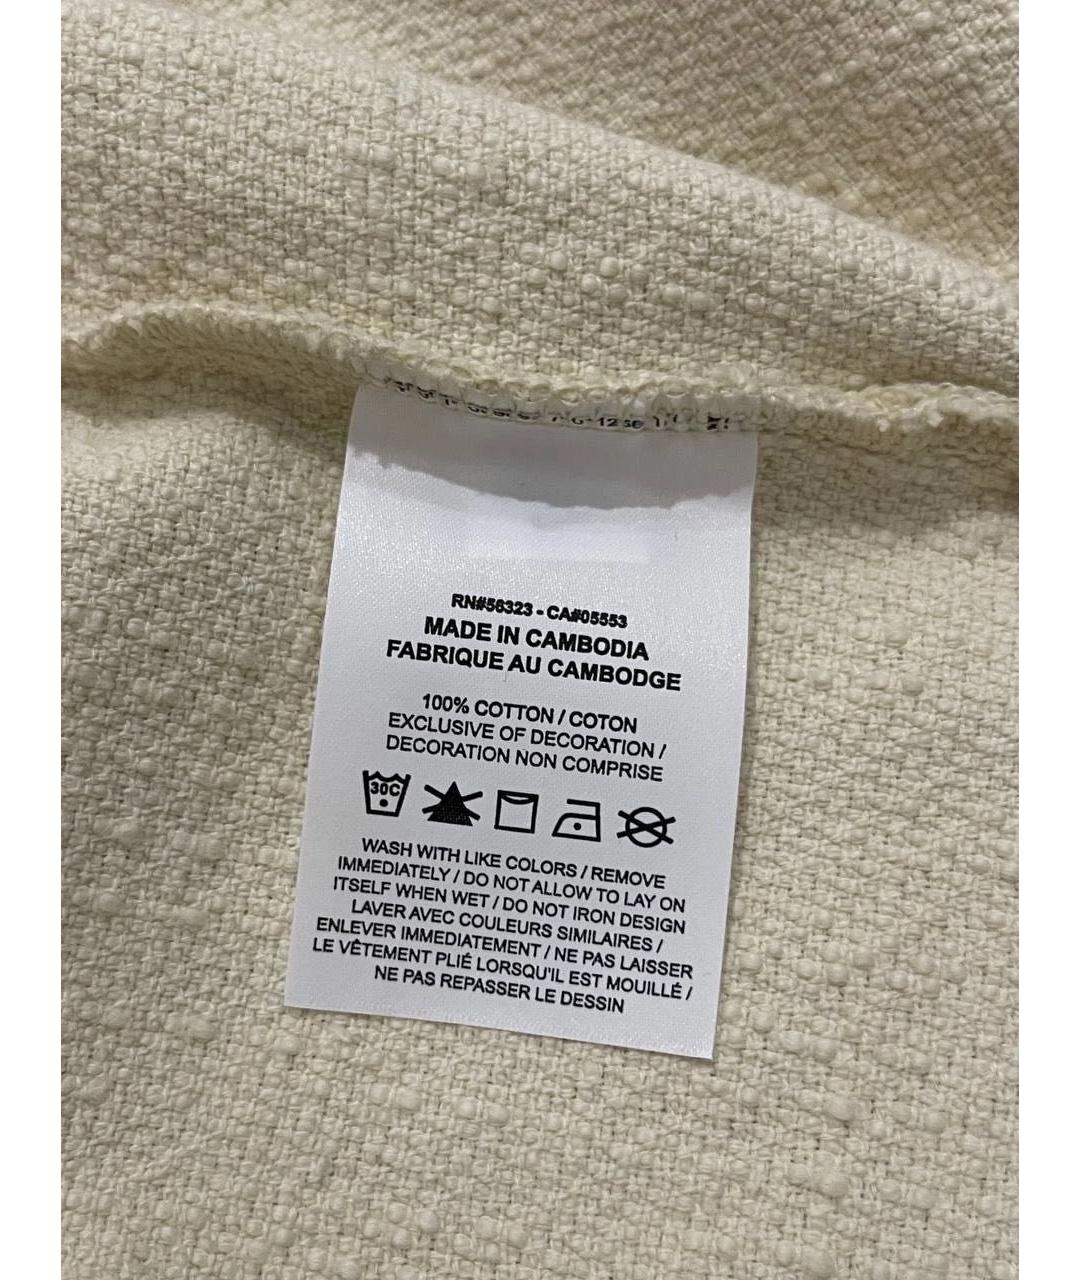 RN#56323 - CA#05553
MADE IN CAMBODIA
FABRIQUE AU CAMBODGE
100% COTTON / COTON
EXCLUSIVE OF DECORATION /
DECORATION NON COMPRISE
30C
WASH WITH LIKE COLORS / REMOVE
IMMEDIATELY / DO NOT ALLOW TO LAY ON
ITSELF WHEN WET / DO NOT IRON DESIGN
LAVER AVEC COULEURS SIMILAIRES /
ENLEVER IMMEDIATEMENT / NE PAS LAISSER
LE VÊTEMENT PLIÉ LORSQU'IL EST MOUILLÉ /
NE PAS REPASSER LE DESSIN